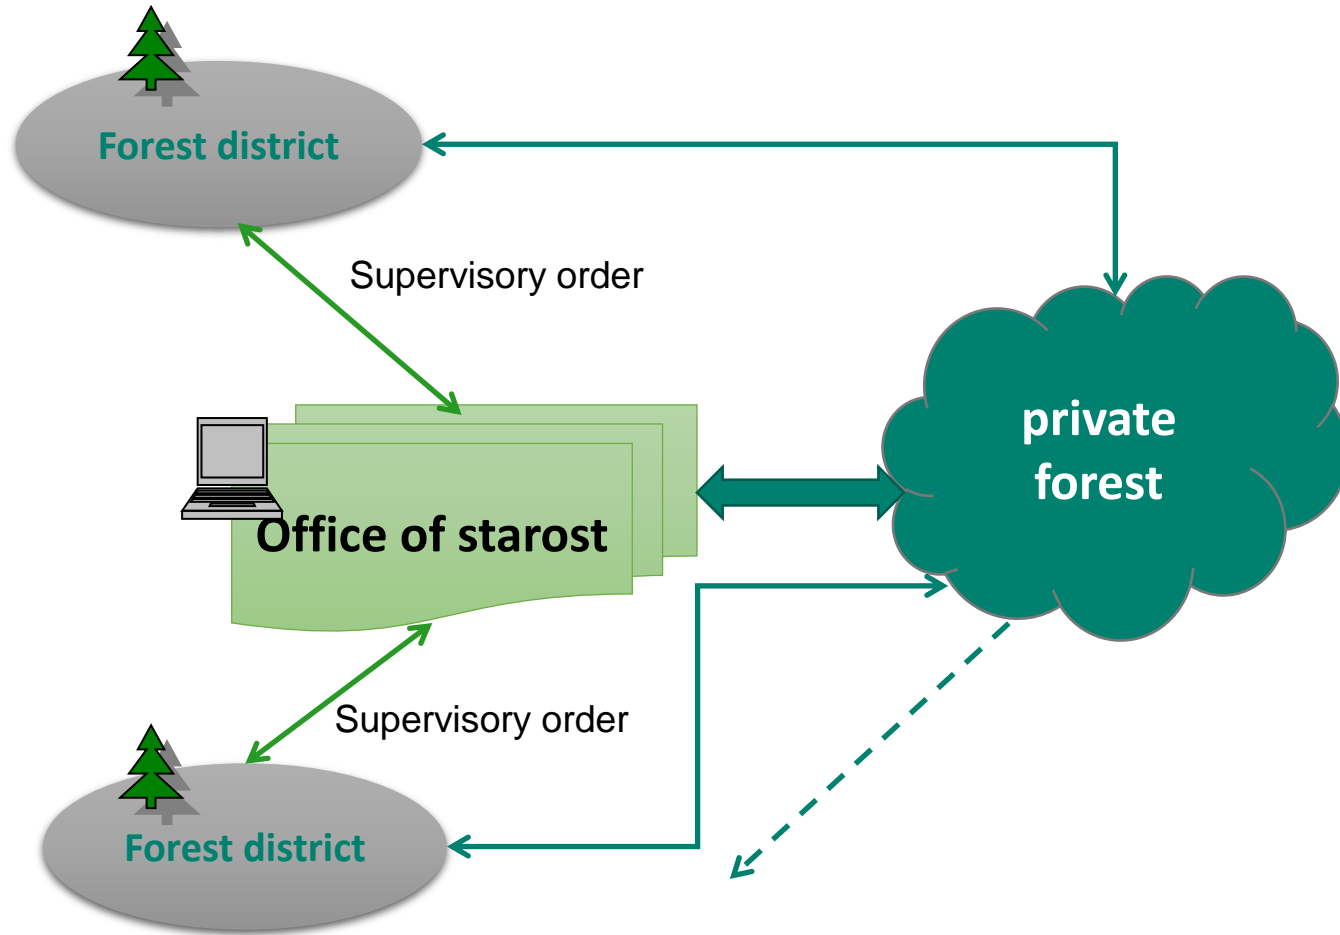 Forest district
Supervisory order
private
forest
Office of starost
Supervisory order
Forest district